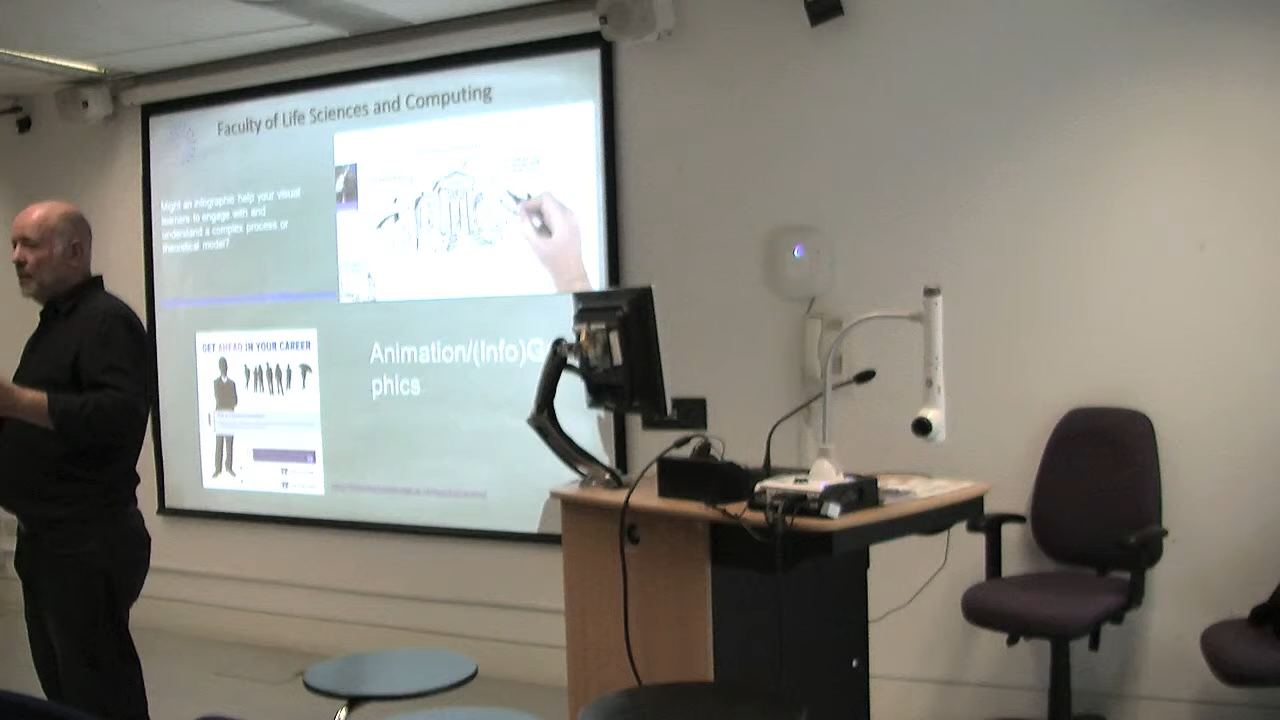 Faculty of Life Sciences and Computing
Might an infographic help your visual
learners to engage with and
understand a complex process or
theoretical model?
GET AHEAD IN YOUR CAREER
Animation/(Info)G
phics